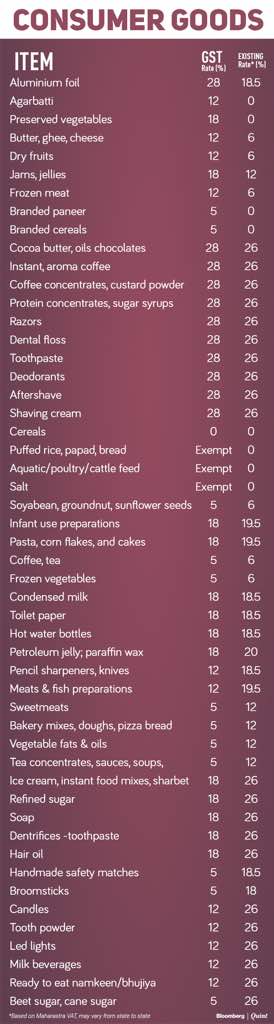 CONSUMER GOODS
ITEM GST Rate (%) EXISTING Rate* (%)
Aluminium foil 28 18.5
Agarbatti 12 0
Preserved vegetables 18 0
Butter, ghee, cheese 12 6
Dry fruits 12 6
Jams, jellies 18 12
Frozen meat 12 6
Branded paneer 5 0
Branded cereals 5 0
Cocoa butter, oils chocolates 28 26
Instant, aroma coffee 28 26
Coffee concentrates, custard powder 28 26
Protein concentrates, sugar syrups 28 26
Razors 28 26
Dental floss 28 26
Toothpaste 28 26
Deodorants 28 26
Aftershave 28 26
Shaving cream 28 26
Cereals 0 0
Puffed rice, papad, bread Exempt 0
Aquatic/poultry/cattle feed Exempt 0
Salt Exempt 0
Soyabean, groundnut, sunflower seeds 5 6
Infant use preparations 18 19.5
Pasta, corn flakes, and cakes 18 19.5
Coffee, tea 5 6
Frozen vegetables 5 6
Condensed milk 18 18.5
Toilet paper 18 18.5
Hot water bottles 18 18.5
Petroleum jelly; paraffin wax 18 20
Pencil sharpeners, knives 12 18.5
Meats & fish preparations 12 19.5
Sweetmeats 5 12
Bakery mixes, doughs, pizza bread 5 12
Vegetable fats & oils 5 12
Tea concentrates, sauces, soups, 5 12
Ice cream, instant food mixes, sharbet 18 26
Refined sugar 18 26
Soap 18 26
Dentrifices -toothpaste 18 26
Hair oil 18 26
Handmade safety matches 5 18.5
Broomsticks 5 18
Candles 12 26
Tooth powder 12 26
Led lights 12 26
Milk beverages 12 26
Ready to eat namkeen/bhujiya 12 26
Beet sugar, cane sugar 5 26
*Based on Maharastra VAT, may vary from state to state Bloomberg | Quint